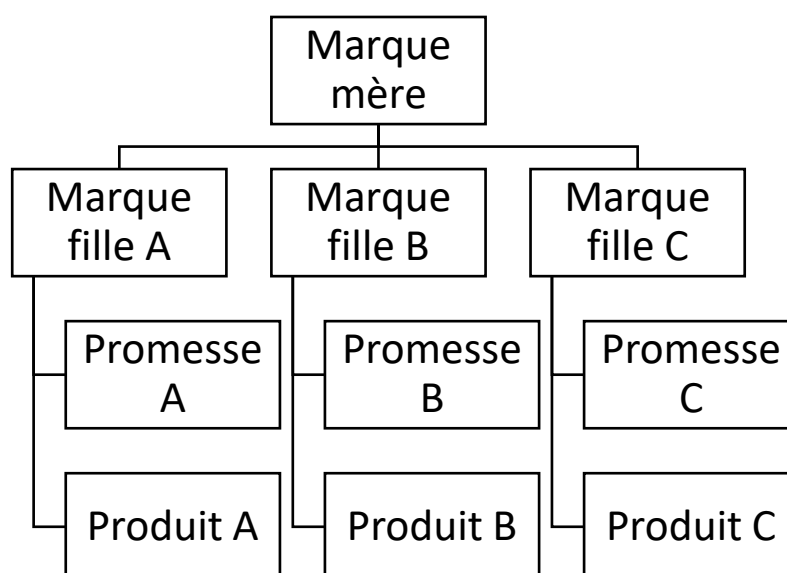 Marque
mère
Marque
fille A
Marque
fille B
Marque
fille C
Promesse
A
Promesse
B
Promesse
C
Produit A
Produit B
Produit C